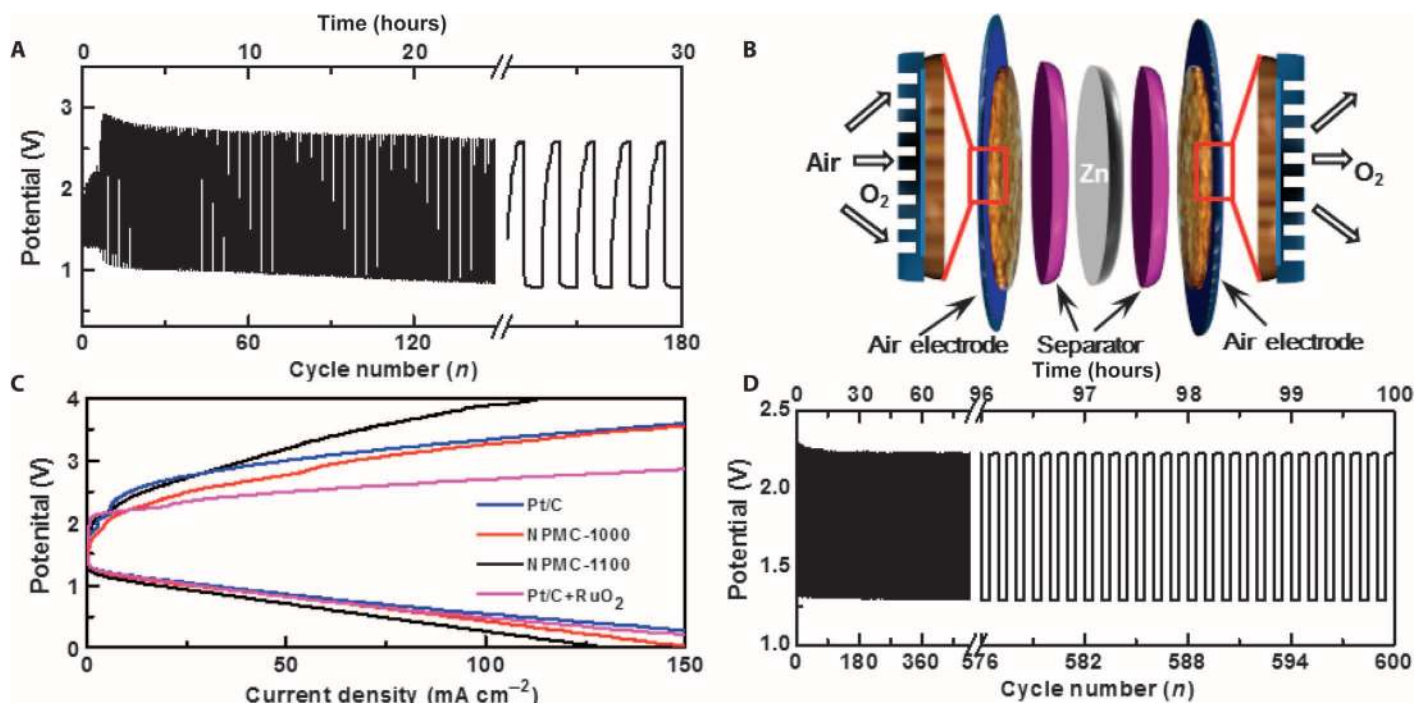 A
Time (hours)
0 10 20 30
Potential (V)
3
2
1
0 60 120 180
Cycle number (n)
B
Air
O2
Zn
O2
Air electrode
Separator
Air electrode
C
4
3
2
1
0
Potenital (V)
Pt/C
NPMC-1000
NPMC-1100
Pt/C+RuO2
0 50 100 150
Current density (mA cm−2)
D
Time (hours)
0 30 60 96 97 98 99 100
Potential (V)
2.5
2.0
1.5
1.0
0 180 360 576 582 588 594 600
Cycle number (n)